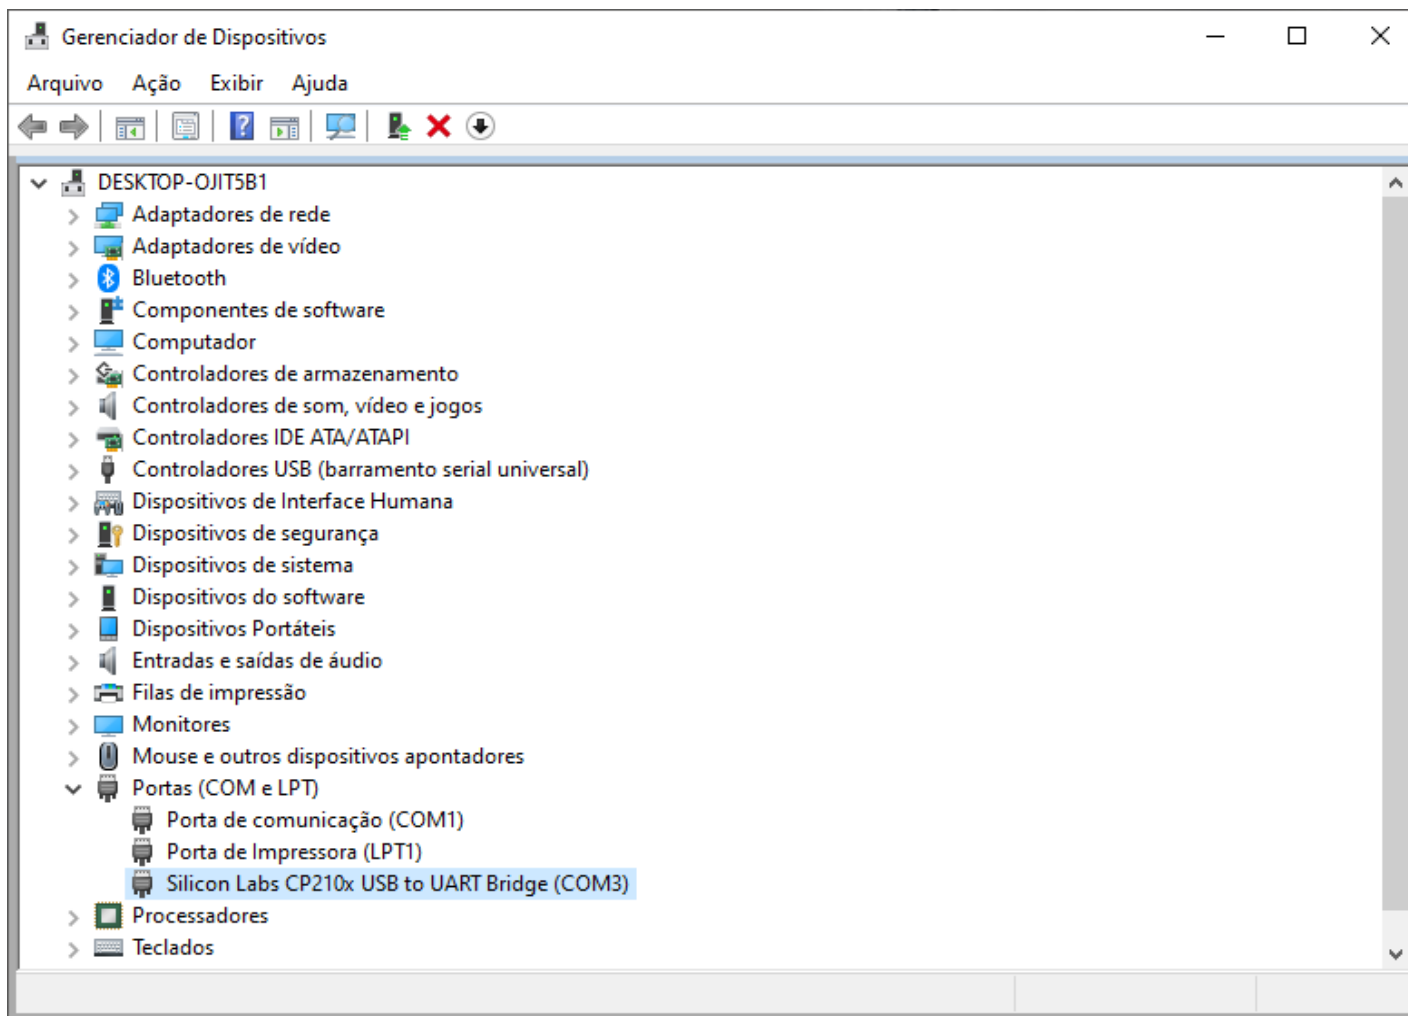 Gerenciador de Dispositivos
Arquivo Ação Exibir Ajuda
DESKTOP-OJIT5B1
Adaptadores de rede
Adaptadores de vídeo
Bluetooth
Componentes de software
Computador
Controladores de armazenamento
Controladores de som, vídeo e jogos
Controladores IDE ATA/ATAPI
Controladores USB (barramento serial universal)
Dispositivos de Interface Humana
Dispositivos de segurança
Dispositivos de sistema
Dispositivos do software
Dispositivos Portáteis
Entradas e saídas de áudio
Filas de impressão
Monitores
Mouse e outros dispositivos apontadores
Portas (COM e LPT)
Porta de comunicação (COM1)
Porta de Impressora (LPT1)
Silicon Labs CP210x USB to UART Bridge (COM3)
Processadores
Teclados